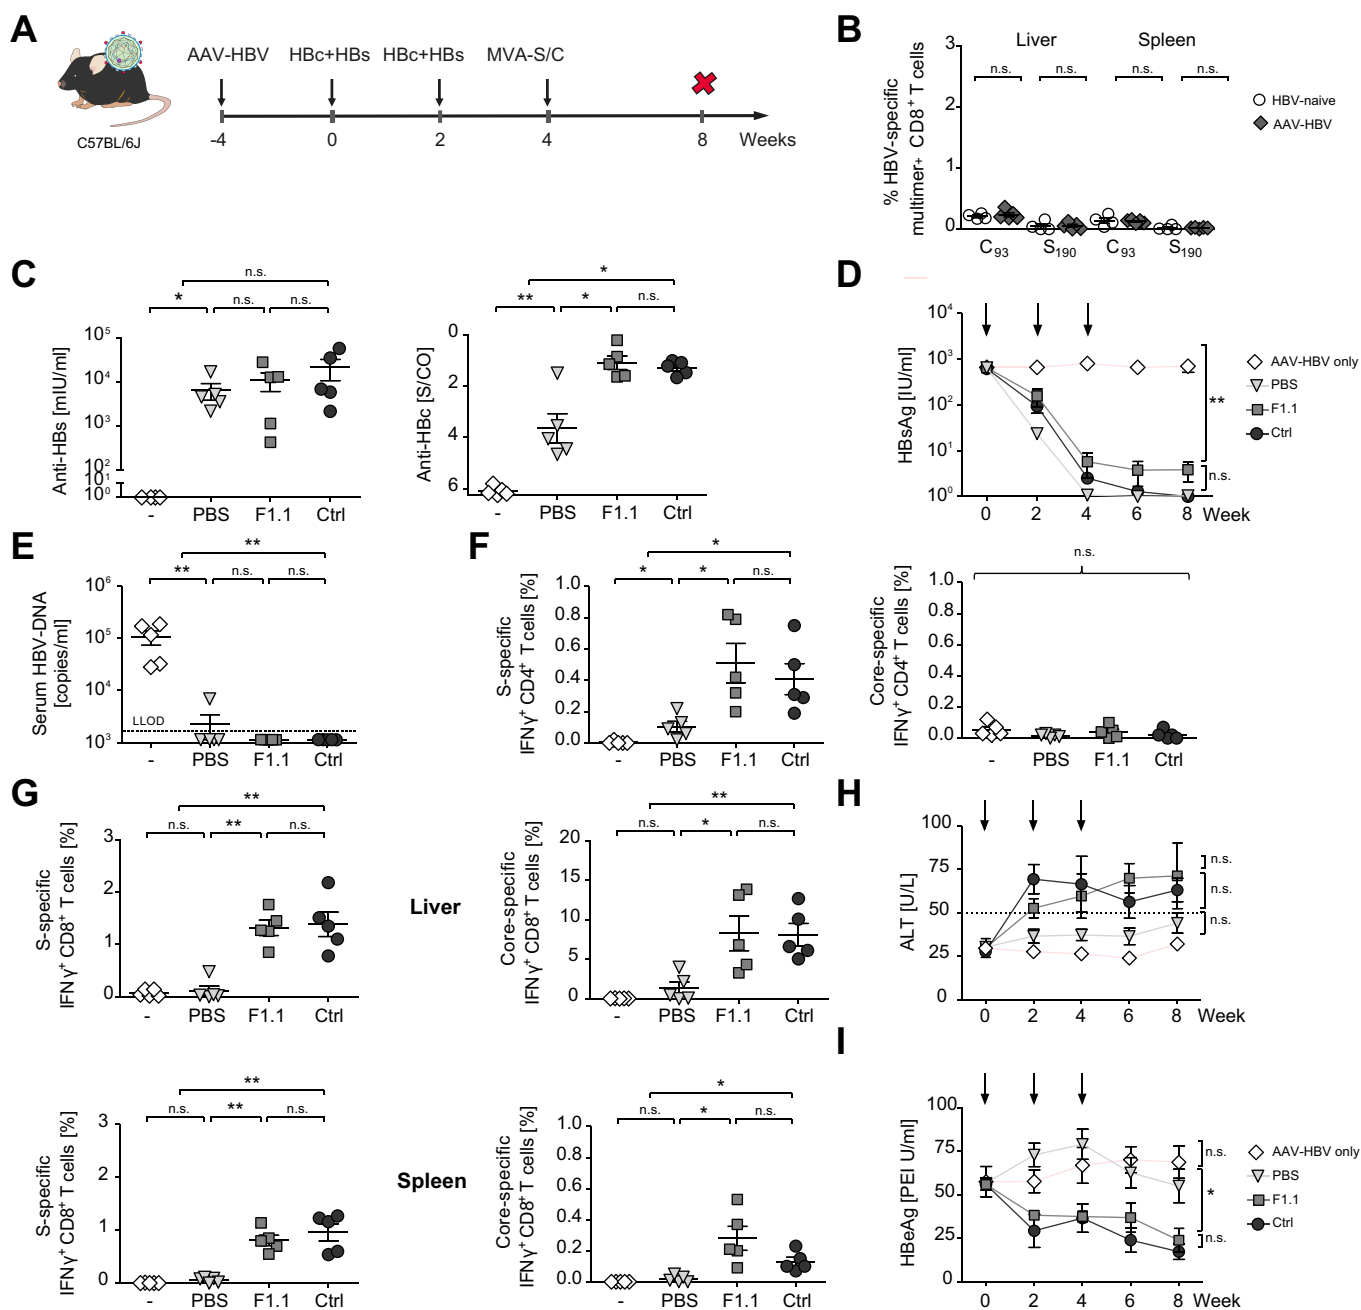 A
AAV-HBV HBc+HBs HBc+HBs MVA-S/C
-4 0 2 4 8 Weeks
C57BL/6J
B
Liver Spleen
n.s. n.s. n.s. n.s.
% HBV-specific
multimer+ CD8+ T cells
3
2
1
0
C93 S190 C93 S190
HBV-naive
AAV-HBV
C
n.s.
* n.s. n.s.
Anti-HBs [mIU/ml]
10^5
10^4
10^3
10^2
10^1
10^0
- PBS F1.1 Ctrl
*
** * n.s.
Anti-HBc [S/CO]
0
2
4
6
- PBS F1.1 Ctrl
D
HBsAg [IU/ml]
10^4
10^3
10^2
10^1
10^0
0 2 4 6 8 Week
**
n.s.
AAV-HBV only
PBS
F1.1
Ctrl
E
**
** n.s. n.s.
Serum HBV-DNA
[copies/ml]
10^6
10^5
10^4
10^3
LLOD
- PBS F1.1 Ctrl
F
*
* * n.s.
S-specific
IFNγ+ CD4+ T cells [%]
1.0
0.8
0.6
0.4
0.2
0.0
- PBS F1.1 Ctrl
n.s.
Core-specific
IFNγ+ CD4+ T cells [%]
1.0
0.8
0.6
0.4
0.2
0.0
- PBS F1.1 Ctrl
G
**
n.s. ** n.s.
S-specific
IFNγ+ CD8+ T cells [%]
3
2
1
0
- PBS F1.1 Ctrl
Liver
**
n.s. * n.s.
Core-specific
IFNγ+ CD8+ T cells [%]
20
15
10
5
0
- PBS F1.1 Ctrl
H
ALT [U/L]
100
75
50
25
0
0 2 4 6 8 Week
n.s.
n.s.
n.s.
**
n.s. ** n.s.
S-specific
IFNγ+ CD8+ T cells [%]
3
2
1
0
- PBS F1.1 Ctrl
Spleen
*
n.s. * n.s.
Core-specific
IFNγ+ CD8+ T cells [%]
1.0
0.8
0.6
0.4
0.2
0.0
- PBS F1.1 Ctrl
I
HBeAg [PEI U/ml]
100
75
50
25
0
0 2 4 6 8 Week
n.s.
*
n.s.
AAV-HBV only
PBS
F1.1
Ctrl